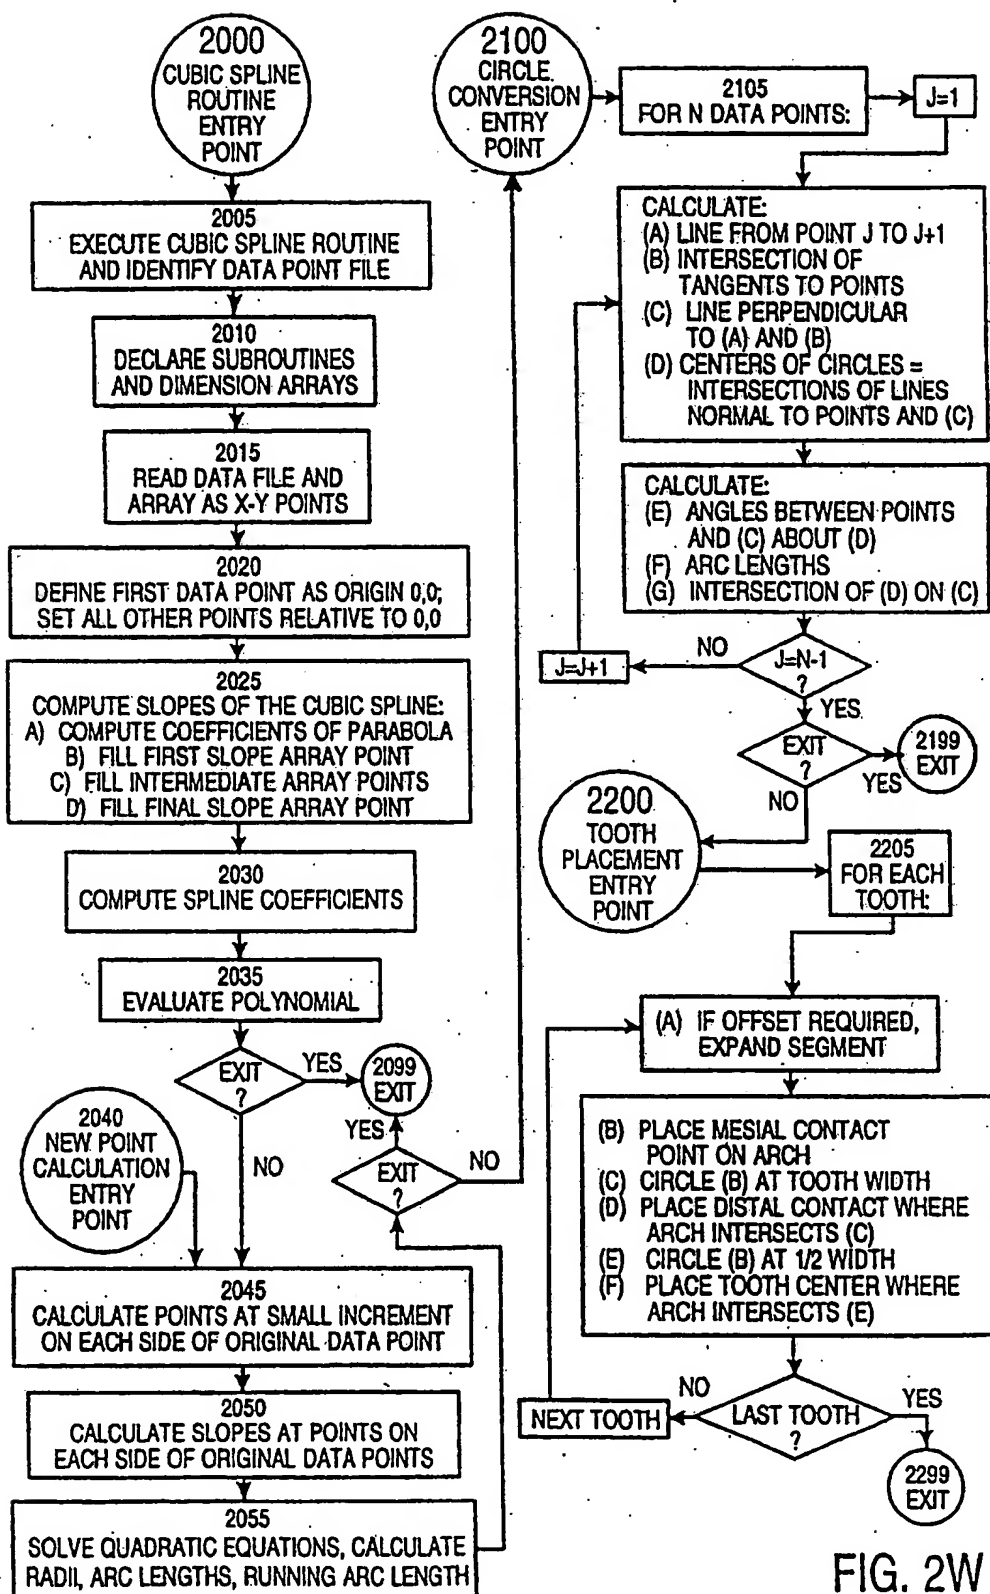 2000
CUBIC SPLINE
ROUTINE
ENTRY
POINT
2005
EXECUTE CUBIC SPLINE ROUTINE
AND IDENTIFY DATA POINT FILE
2010
DECLARE SUBROUTINES
AND DIMENSION ARRAYS
2015
READ DATA FILE AND
ARRAY AS X-Y POINTS
2020
DEFINE FIRST DATA POINT AS ORIGIN 0,0;
SET ALL OTHER POINTS RELATIVE TO 0,0
2025
COMPUTE SLOPES OF THE CUBIC SPLINE:
A) COMPUTE COEFFICIENTS OF PARABOLA
B) FILL FIRST SLOPE ARRAY POINT
C) FILL INTERMEDIATE ARRAY POINTS
D) FILL FINAL SLOPE ARRAY POINT
2030
COMPUTE SPLINE COEFFICIENTS
2035
EVALUATE POLYNOMIAL
EXIT
?
YES
2099
EXIT
NO
2040
NEW POINT
CALCULATION
ENTRY
POINT
YES
EXIT
?
NO
2045
CALCULATE POINTS AT SMALL INCREMENT
ON EACH SIDE OF ORIGINAL DATA POINT
2050
CALCULATE SLOPES AT POINTS ON
EACH SIDE OF ORIGINAL DATA POINTS
2055
SOLVE QUADRATIC EQUATIONS, CALCULATE
RADII, ARC LENGTHS, RUNNING ARC LENGTH
2100
CIRCLE
CONVERSION
ENTRY
POINT
2105
FOR N DATA POINTS:
J=1
CALCULATE:
(A) LINE FROM POINT J TO J+1
(B) INTERSECTION OF
TANGENTS TO POINTS
(C) LINE PERPENDICULAR
TO (A) AND (B)
(D) CENTERS OF CIRCLES =
INTERSECTIONS OF LINES
NORMAL TO POINTS AND (C)
CALCULATE:
(E) ANGLES BETWEEN POINTS
AND (C) ABOUT (D)
(F) ARC LENGTHS
(G) INTERSECTION OF (D) ON (C)
J=N-1
?
NO
J=J+1
YES
EXIT
?
YES
2199
EXIT
NO
2200
TOOTH
PLACEMENT
ENTRY
POINT
2205
FOR EACH
TOOTH:
(A) IF OFFSET REQUIRED,
EXPAND SEGMENT
(B) PLACE MESIAL CONTACT
POINT ON ARCH
(C) CIRCLE (B) AT TOOTH WIDTH
(D) PLACE DISTAL CONTACT WHERE
ARCH INTERSECTS (C)
(E) CIRCLE (B) AT 1/2 WIDTH
(F) PLACE TOOTH CENTER WHERE
ARCH INTERSECTS (E)
LAST TOOTH
?
NO
NEXT TOOTH
YES
2299
EXIT
FIG. 2W